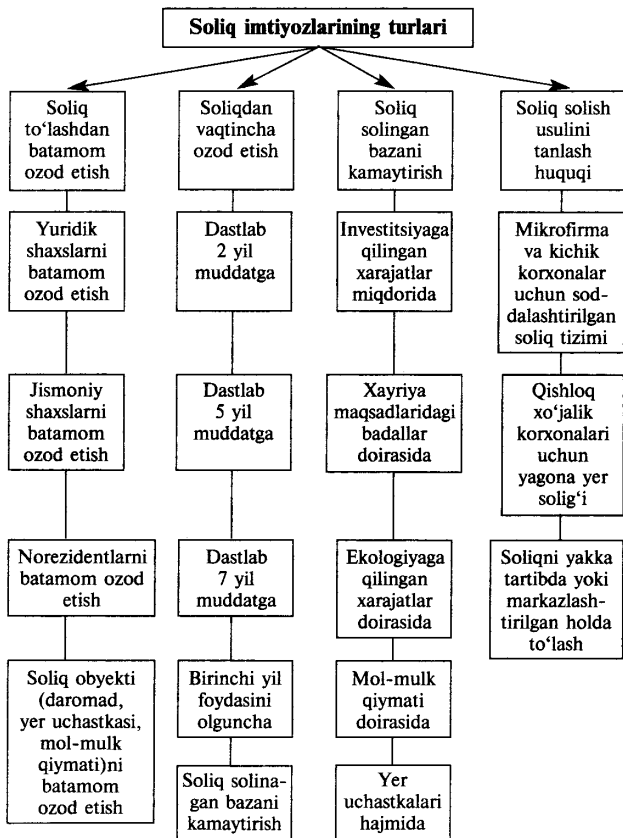 Soliq imtiyozlarining turlari
Soliq
to‘lashdan
batamom
ozod etish
Yuridik
shaxslarni
batamom
ozod etish
Jismoniy
shaxslarni
batamom
ozod etish
Norezidentlarni
batamom ozod
etish
Soliq obyekti
(daromad,
yer uchastkasi,
mol-mulk
qiymati)ni
batamom
ozod etish
Soliqdan
vaqtincha
ozod etish
Dastlab
2 yil
muddatga
Dastlab
5 yil
muddatga
Dastlab
7 yil
muddatga
Birinchi yil
foydasini
olguncha
Soliq solina-
gan bazani
kamaytirish
Soliq
solingan
bazani
kamaytirish
Investitsiyaga
qilingan
xarajatlar
miqdorida
Xayriya
maqsadlaridagi
badallar
doirasida
Ekologiyaga
qilingan
xarajatlar
doirasida
Mol-mulk
qiymati
doirasida
Yer
uchastkalari
hajmida
Soliq solish
usulini
tanlash
huquqi
Mikrofirma
va kichik
korxonalar
uchun sod-
dalashtirilgan
soliq tizimi
Qishloq
xo‘jalik
korxonalari
uchun
yagona yer
solig‘i
Soliqni yakka
tartibda yoki
markazlash-
tirilgan holda
to‘lash